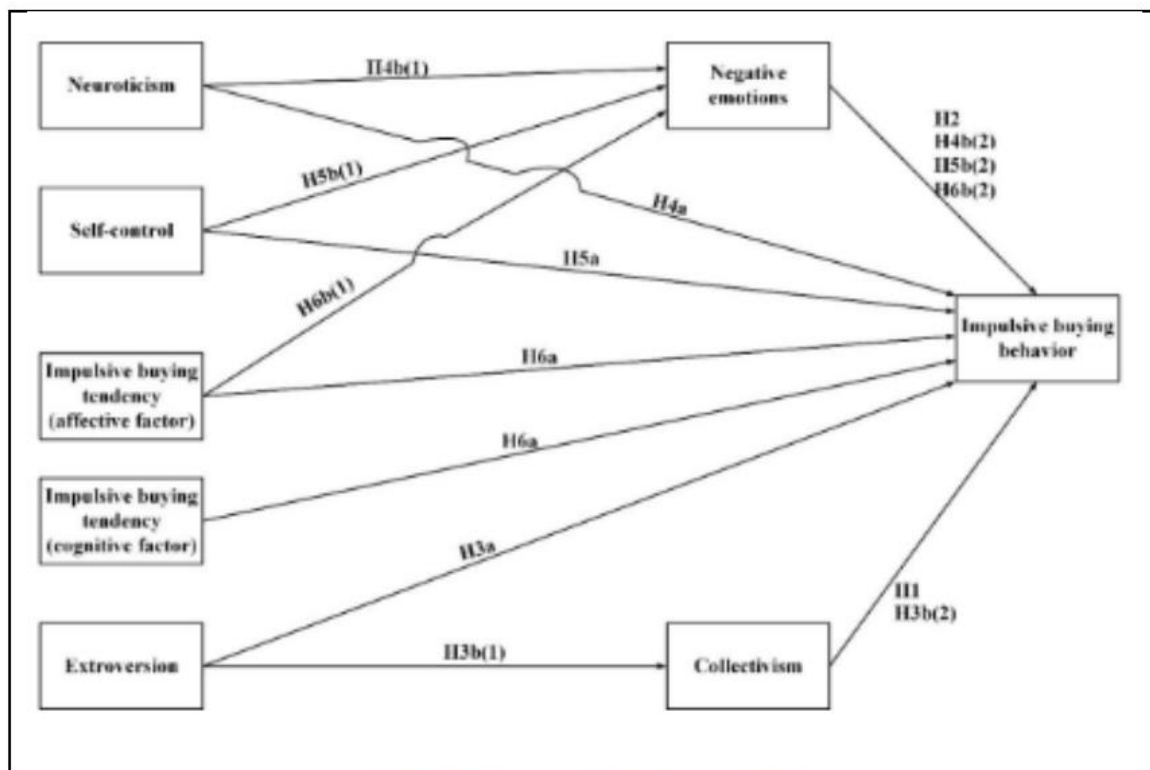 Neuroticism
H4b(1)
Negative
emotions
H2
H4b(2)
H5b(2)
H6b(2)
H5b(1)
H4a
Self-control
H5a
H6b(1)
Impulsive buying
behavior
Impulsive buying
tendency
(affective factor)
H6a
H6a
Impulsive buying
tendency
(cognitive factor)
H3a
H1
H3b(2)
Extroversion
H3b(1)
Collectivism